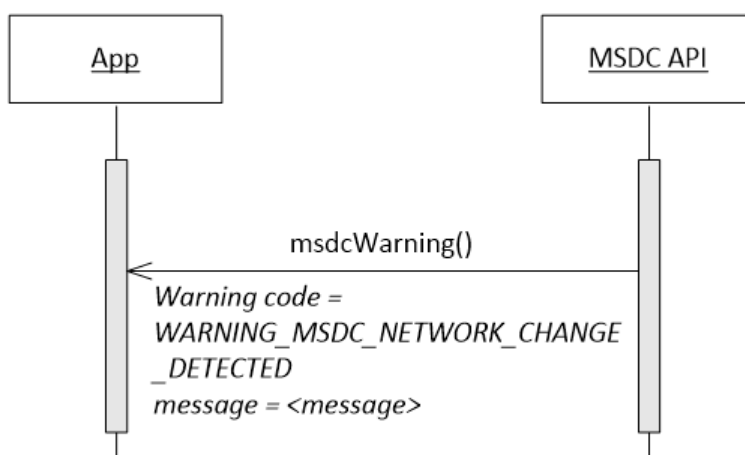 App
MSDC API
msdcWarning()
Warning code =
WARNING_MSDC_NETWORK_CHANGE
_DETECTED
message = <message>